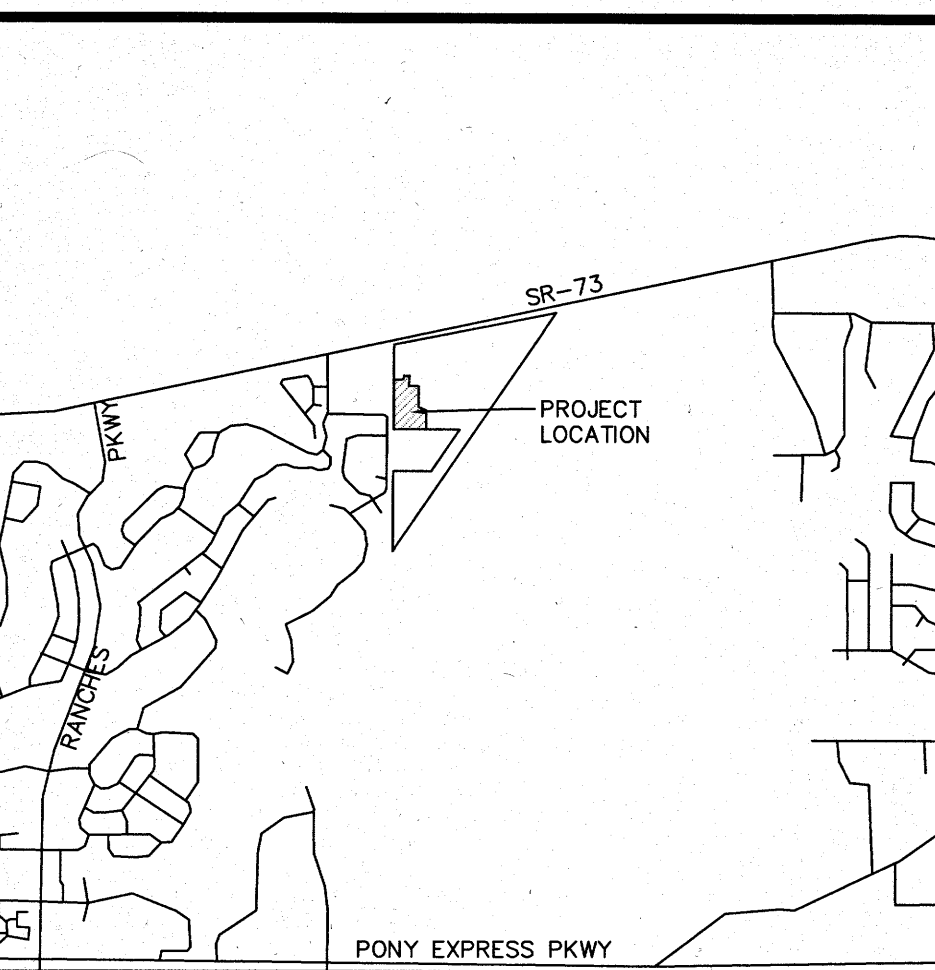 SR-73
PROJECT
LOCATION
PKWY
RANCHES
PONY EXPRESS PKWY